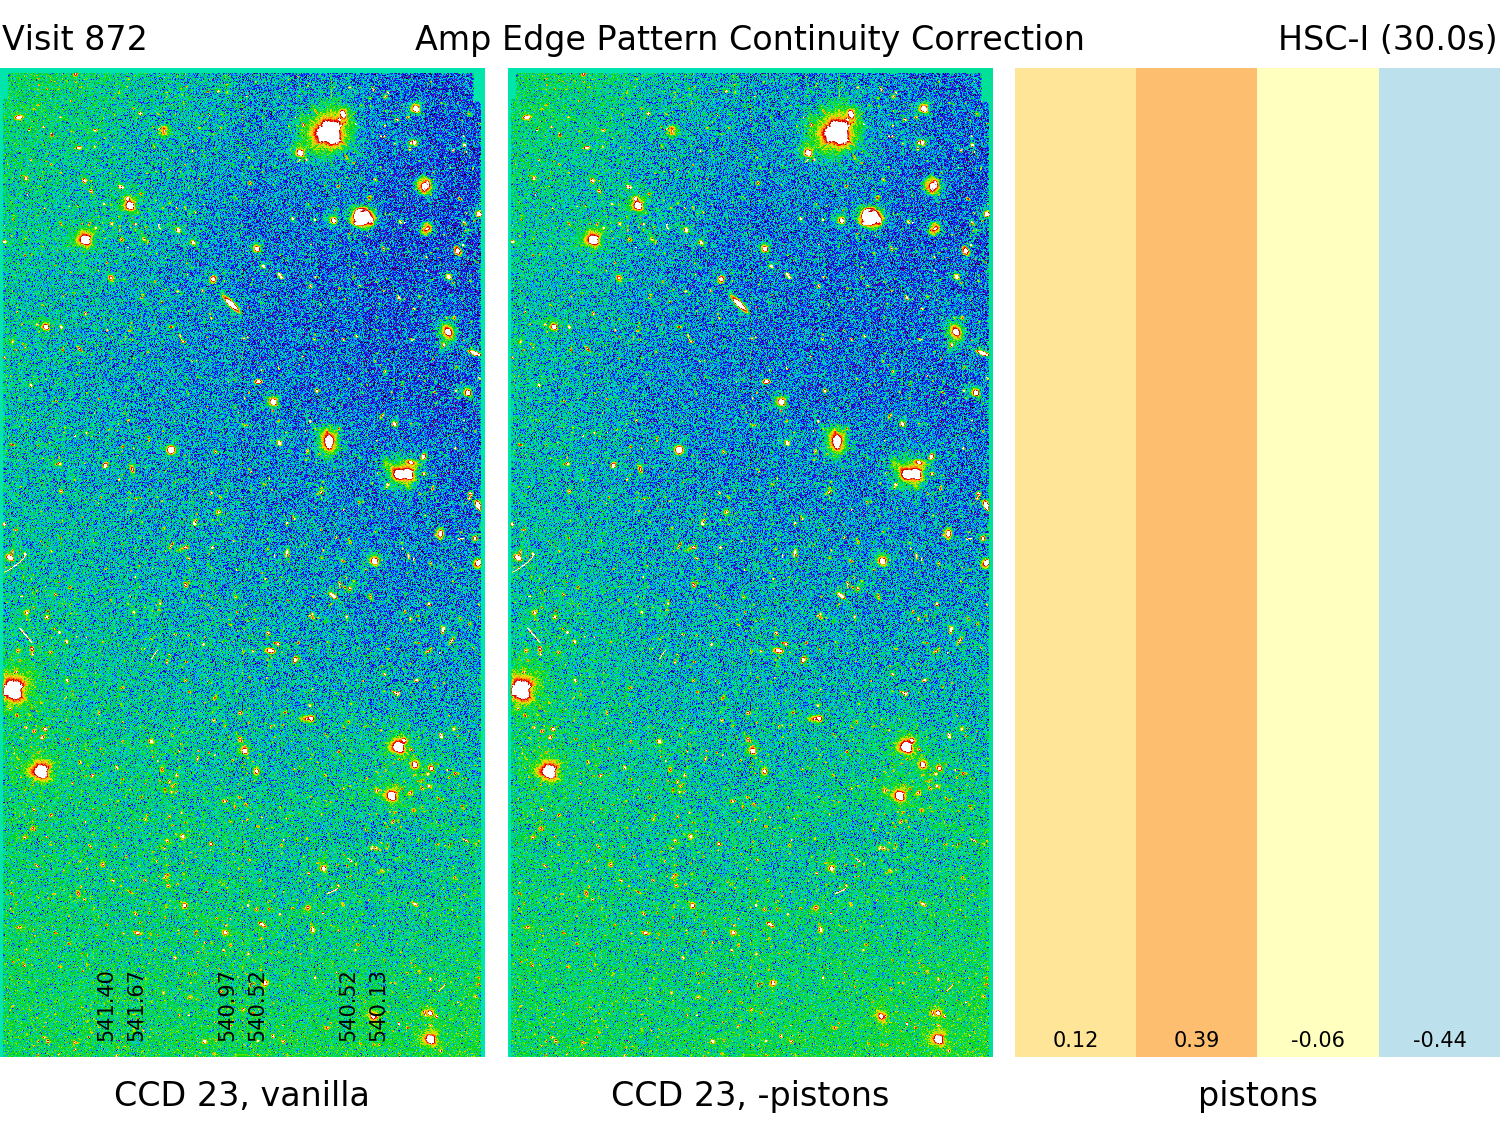 Visit 872
Amp Edge Pattern Continuity Correction
HSC-I (30.0s)
541.40
541.67
540.97
540.52
540.52
540.13
0.12
0.39
-0.06
-0.44
CCD 23, vanilla
CCD 23, -pistons
pistons